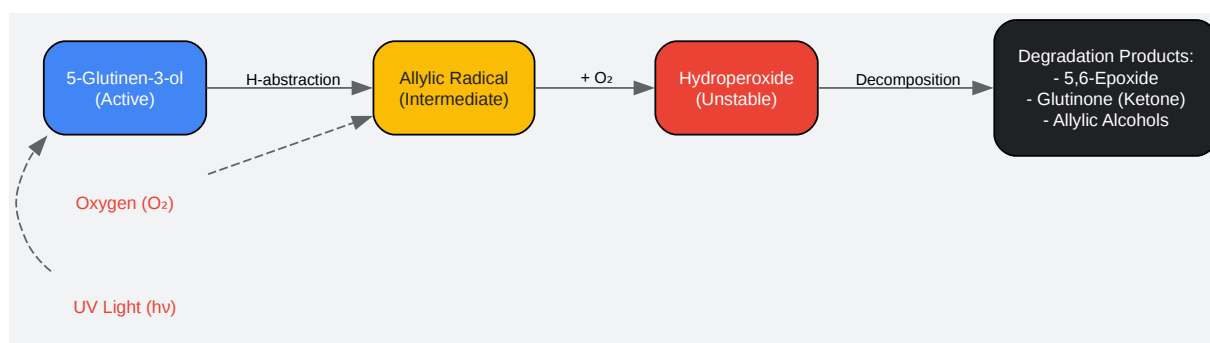 5-Glutinen-3-ol
(Active)
H-abstraction
Allylic Radical
(Intermediate)
+ O₂
Hydroperoxide
(Unstable)
Decomposition
Degradation Products:
- 5,6-Epoxide
- Glutinone (Ketone)
- Allylic Alcohols
Oxygen (O₂)
UV Light (hν)